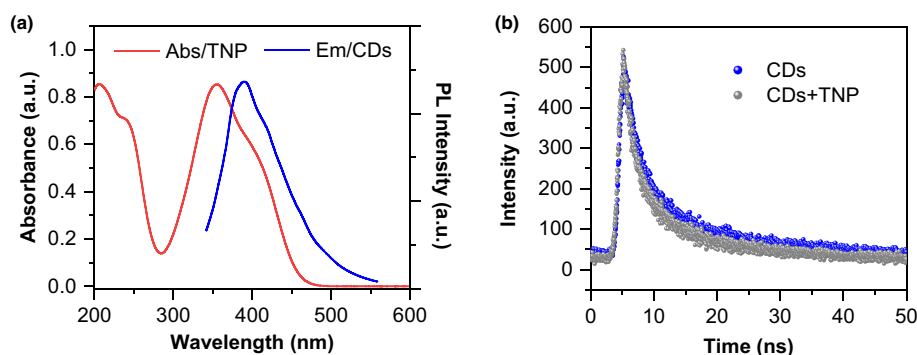 (a)
Abs/TNP
Em/CDs
1.0
0.8
0.6
0.4
0.2
0.0
Absorbance (a.u.)
PL Intensity
(a.u.)
200 300 400 500 600
Wavelength (nm)
(b)
CDs
CDs+TNP
600
500
400
300
200
100
0
Intensity (a.u.)
0 10 20 30 40 50
Time (ns)